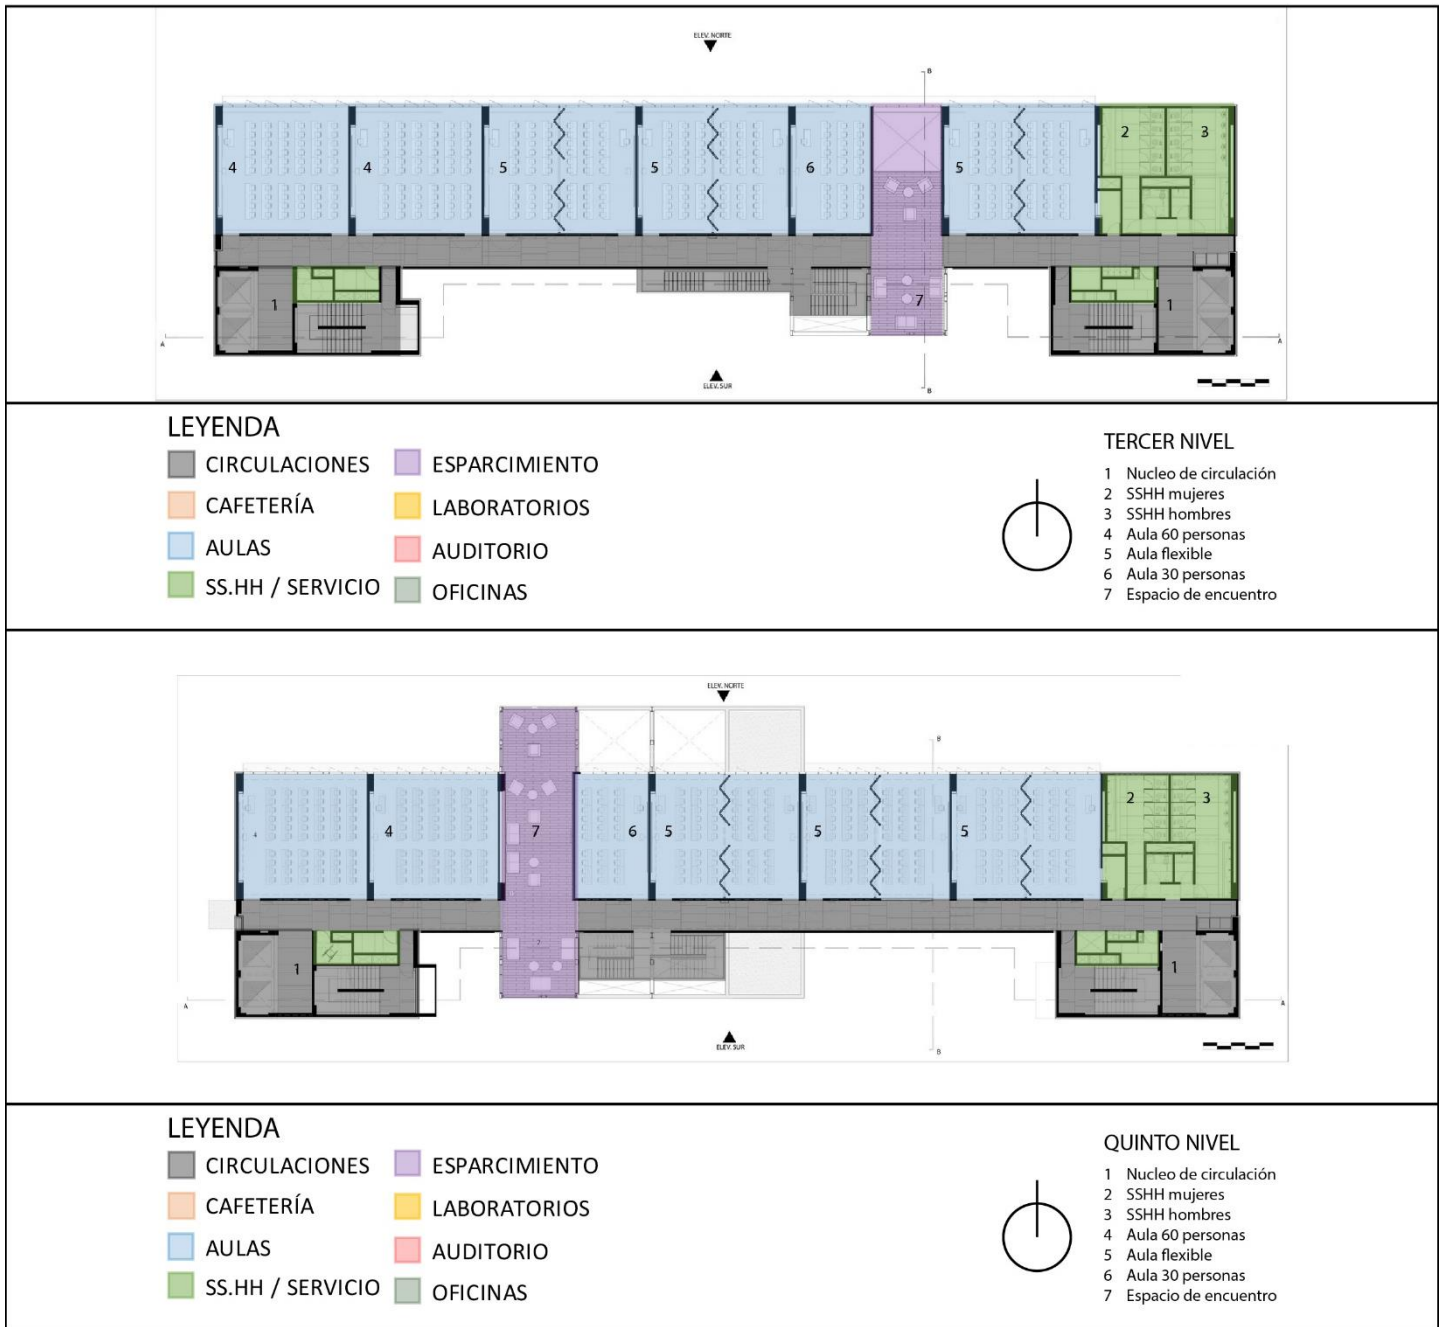 ELEV. NORTE
B
4
4
5
5
6
5
2
3
1
7
1
A
A
ELEV. SUR
B
LEYENDA
CIRCULACIONES
ESPARCIMIENTO
CAFETERÍA
LABORATORIOS
AULAS
AUDITORIO
SS.HH / SERVICIO
OFICINAS
TERCER NIVEL
1 Nucleo de circulación
2 SSHH mujeres
3 SSHH hombres
4 Aula 60 personas
5 Aula flexible
6 Aula 30 personas
7 Espacio de encuentro
ELEV. NORTE
B
4
4
7
6
5
5
5
2
3
7
1
1
A
A
ELEV. SUR
B
LEYENDA
CIRCULACIONES
ESPARCIMIENTO
CAFETERÍA
LABORATORIOS
AULAS
AUDITORIO
SS.HH / SERVICIO
OFICINAS
QUINTO NIVEL
1 Nucleo de circulación
2 SSHH mujeres
3 SSHH hombres
4 Aula 60 personas
5 Aula flexible
6 Aula 30 personas
7 Espacio de encuentro